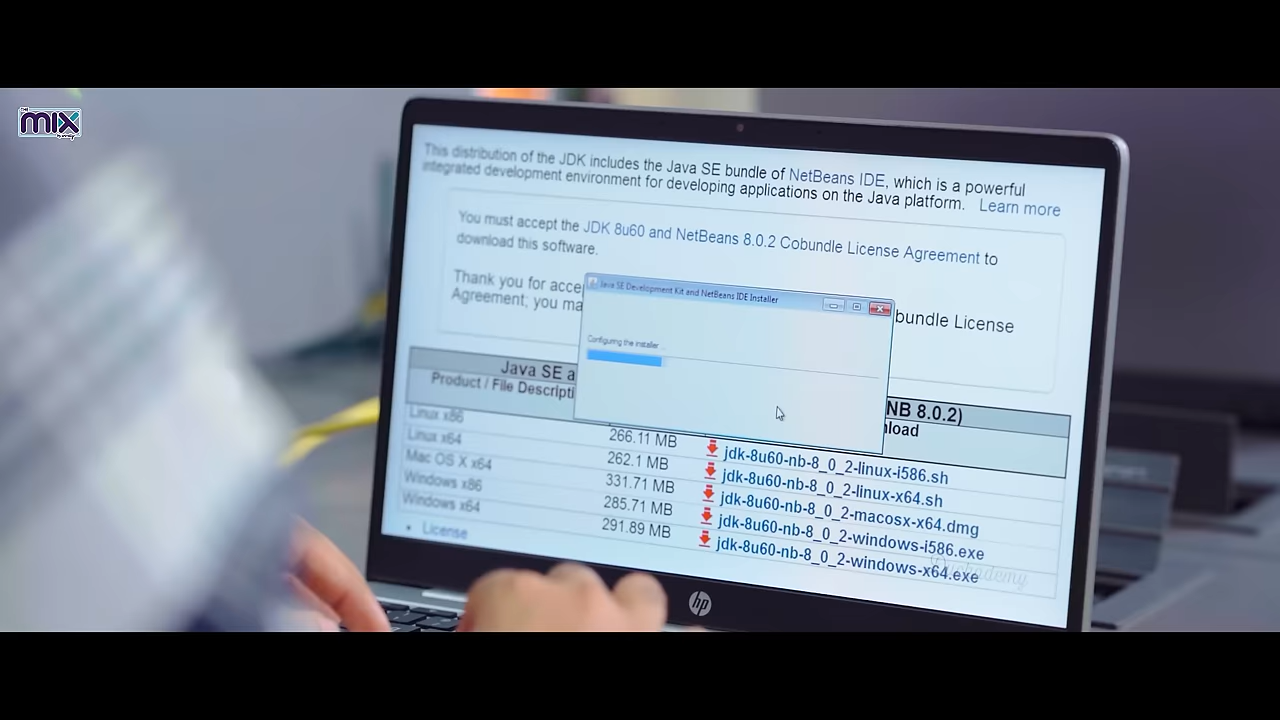 THE
MIX
This distribution of the JDK includes the Java SE bundle of NetBeans IDE, which is a powerful
integrated development environment for developing applications on the Java platform. Learn more
You must accept the JDK 8u60 and NetBeans 8.0.2 Cobundle License Agreement to
download this software.
Thank you for acce
bundle License
Agreement; you ma
Java SE Development Kit and NetBeans IDE Installer
Configuring the installer ...
Java SE a
NB 8.0.2)
Product / File Descripti
load
Linux x86 266.11 MB jdk-8u60-nb-8_0_2-linux-i586.sh
Linux x64 262.1 MB jdk-8u60-nb-8_0_2-linux-x64.sh
Mac OS X x64 331.71 MB jdk-8u60-nb-8_0_2-macosx-x64.dmg
Windows x86 285.71 MB jdk-8u60-nb-8_0_2-windows-i586.exe
Windows x64 291.89 MB jdk-8u60-nb-8_0_2-windows-x64.exe
License
hp